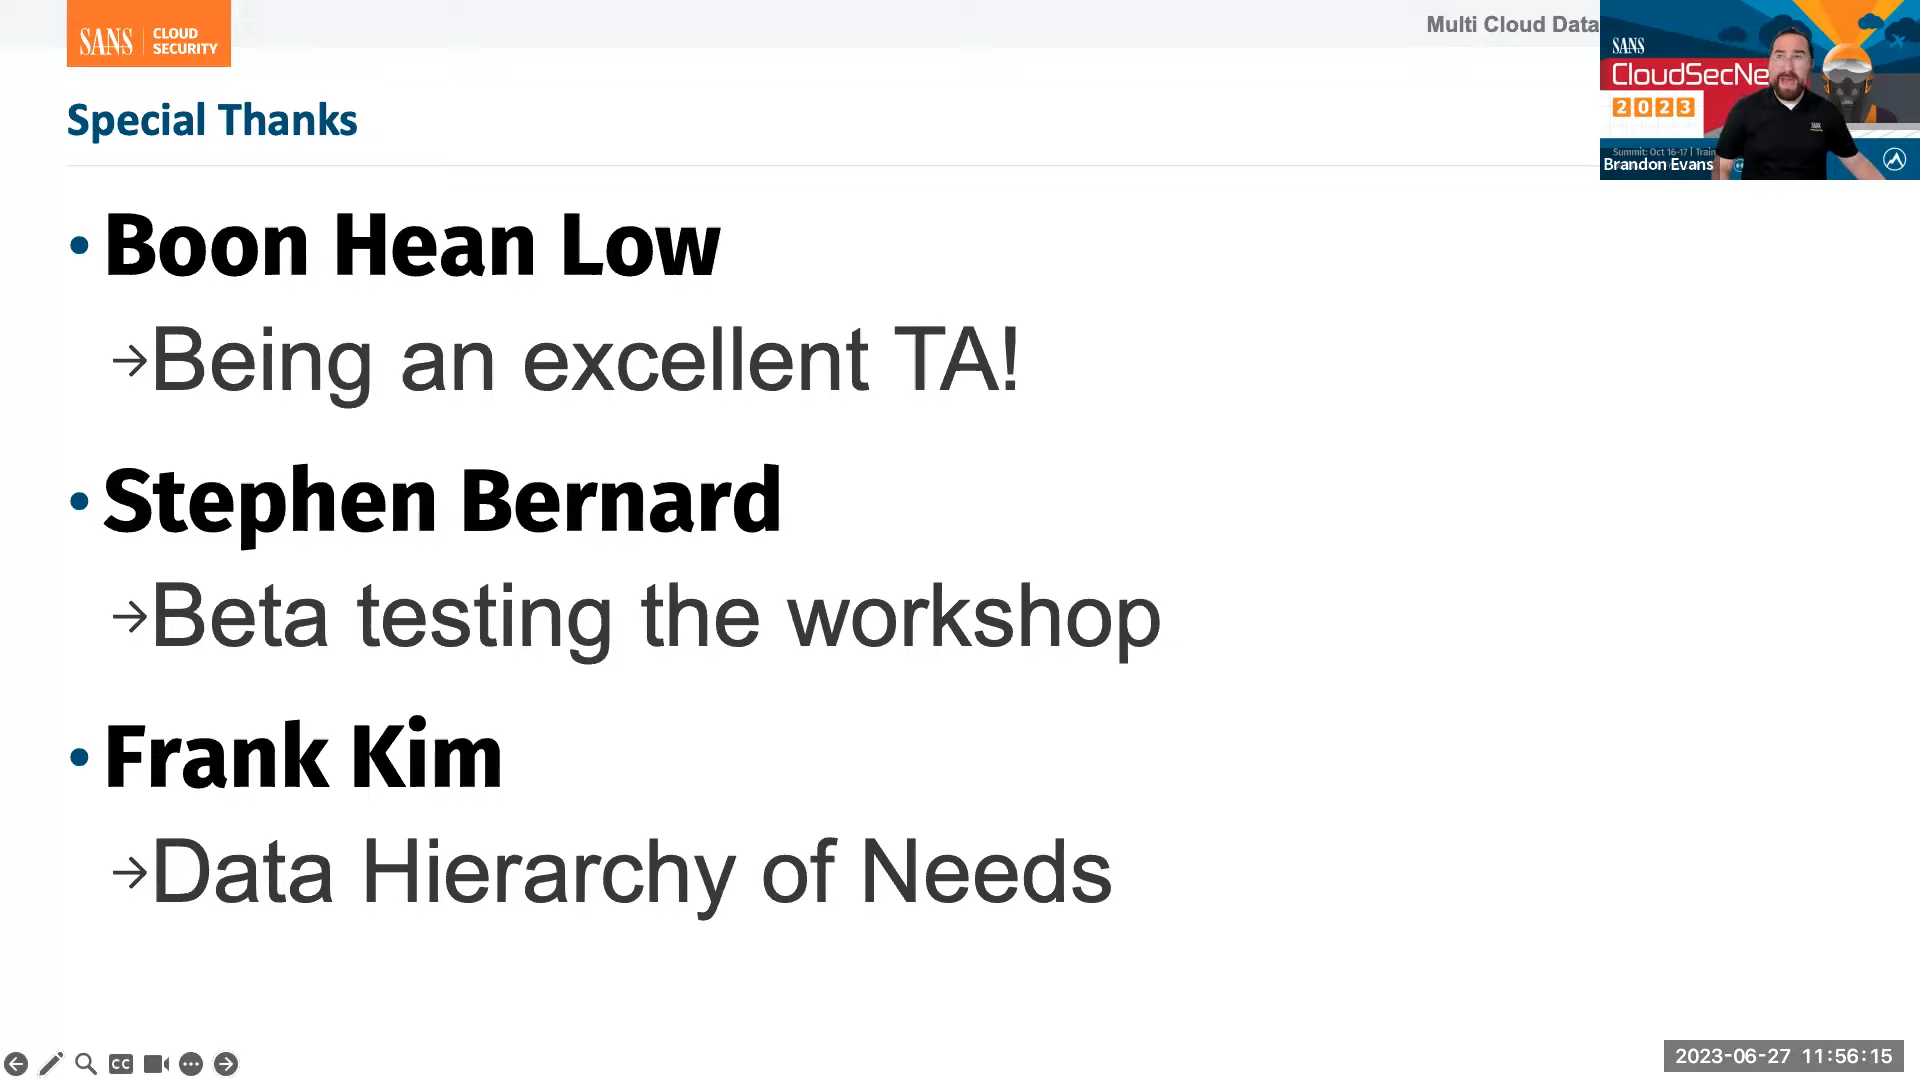 SANS
CLOUD
SECURITY
Multi Cloud Data
Special Thanks
• Boon Hean Low
→Being an excellent TA!
• Stephen Bernard
→Beta testing the workshop
• Frank Kim
→Data Hierarchy of Needs
SANS
CloudSecNe
2023
Summit: Oct 16-17 | Train
Brandon Evans
CC
2023-06-27 11:56:15